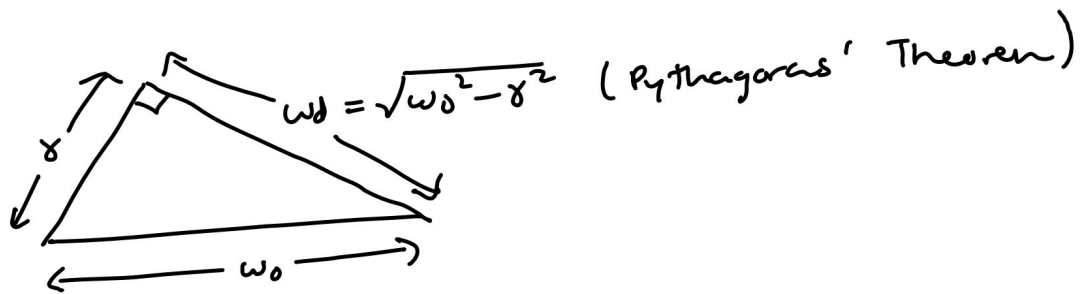 ωd = √(ω₀² − γ²) (Pythagoras' Theorem)
γ
ω₀